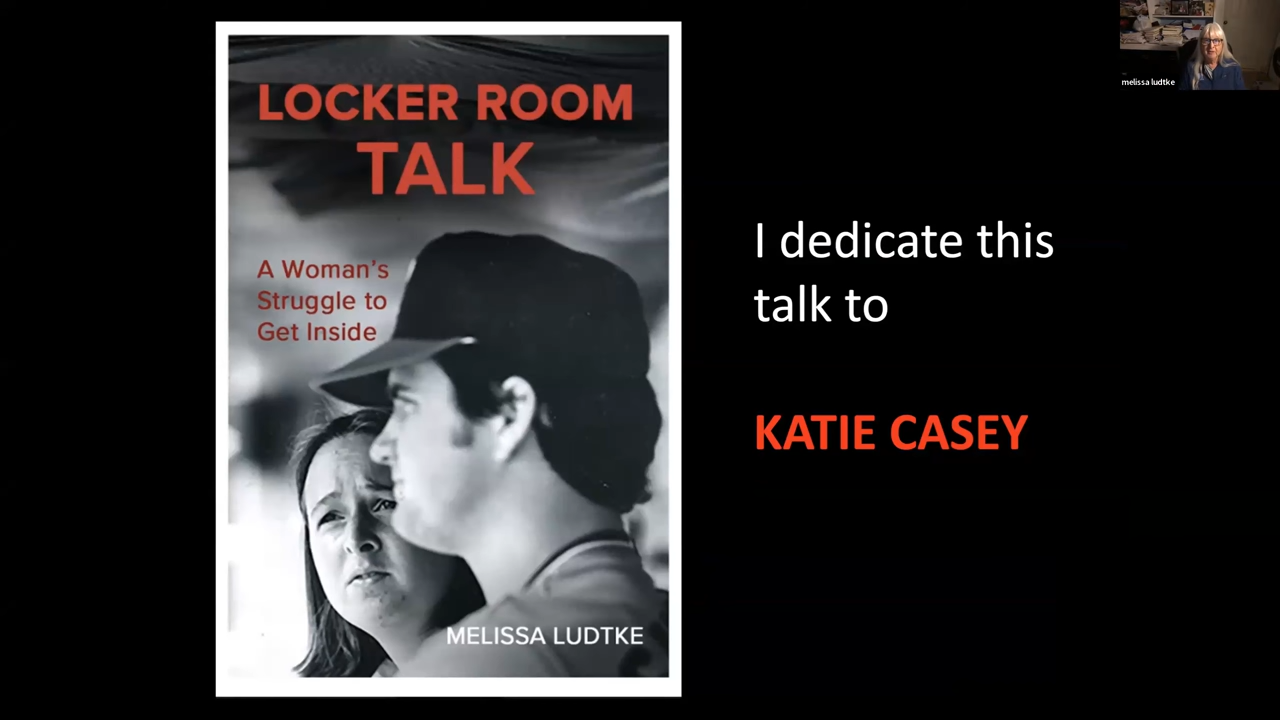 LOCKER ROOM
TALK
A Woman's
Struggle to
Get Inside
MELISSA LUDTKE
I dedicate this
talk to
KATIE CASEY
melissa ludtke